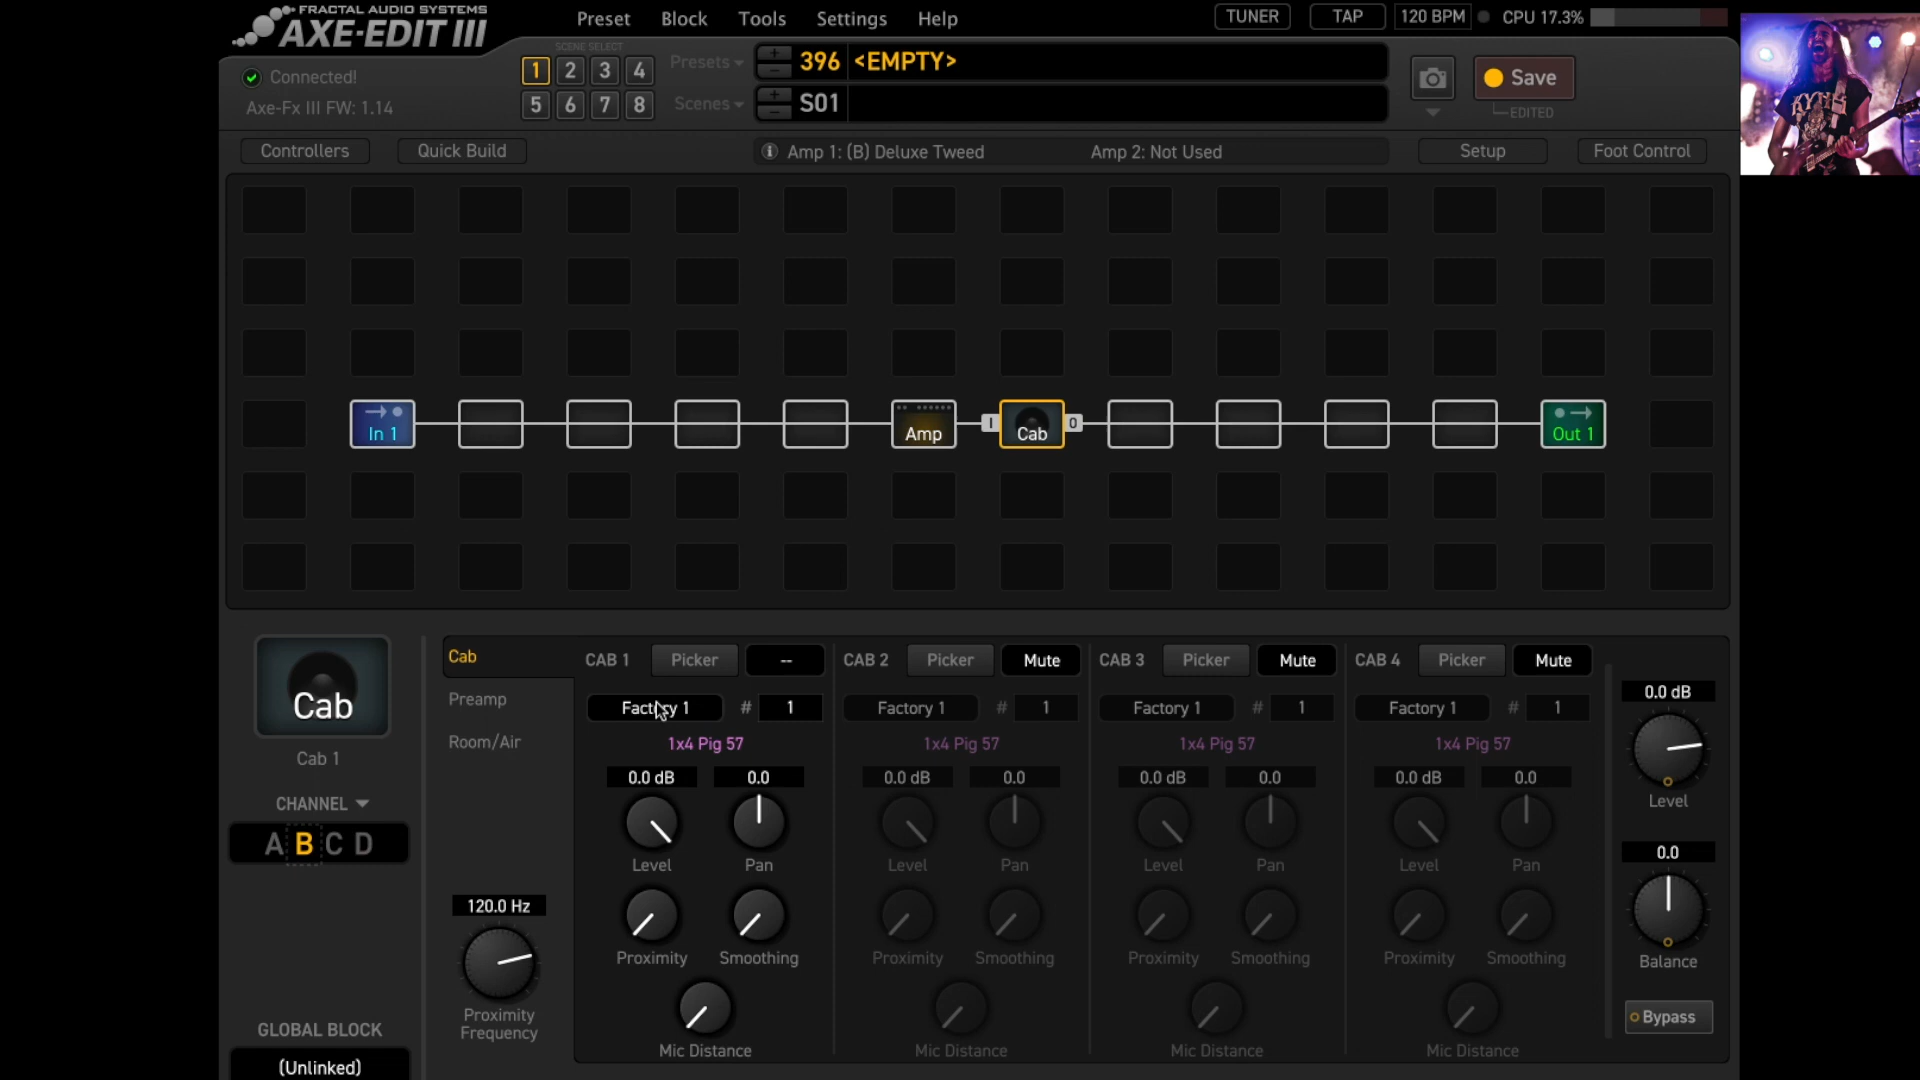 FRACTAL AUDIO SYSTEMS
AXE-EDIT III
Preset Block Tools Settings Help
TUNER TAP 120 BPM CPU 17.3%
Connected!
Axe-Fx III FW: 1.14
SCENE SELECT
1 2 3 4
5 6 7 8
Presets
Scenes
396 <EMPTY>
S01
Save
EDITED
Controllers Quick Build
Amp 1: (B) Deluxe Tweed Amp 2: Not Used
Setup Foot Control
In 1 Amp I Cab O Out 1
Cab
Cab 1
CHANNEL
A B C D
GLOBAL BLOCK
(Unlinked)
Cab
Preamp
Room/Air
120.0 Hz
Proximity
Frequency
CAB 1 Picker --
Factory 1 # 1
1x4 Pig 57
0.0 dB 0.0
Level Pan
Proximity Smoothing
Mic Distance
CAB 2 Picker Mute
Factory 1 # 1
1x4 Pig 57
0.0 dB 0.0
Level Pan
Proximity Smoothing
Mic Distance
CAB 3 Picker Mute
Factory 1 # 1
1x4 Pig 57
0.0 dB 0.0
Level Pan
Proximity Smoothing
Mic Distance
CAB 4 Picker Mute
Factory 1 # 1
1x4 Pig 57
0.0 dB 0.0
Level Pan
Proximity Smoothing
Mic Distance
0.0 dB
Level
0.0
Balance
Bypass